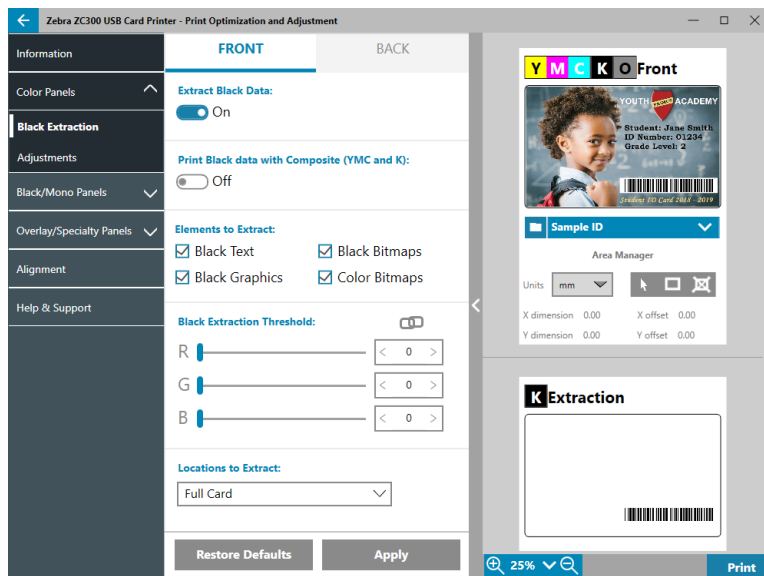 Zebra ZC300 USB Card Printer - Print Optimization and Adjustment
Information
Color Panels
Black Extraction
Adjustments
Black/Mono Panels
Overlay/Specialty Panels
Alignment
Help & Support
FRONT
BACK
Extract Black Data:
On
Print Black data with Composite (YMC and K):
Off
Elements to Extract:
Black Text
Black Bitmaps
Black Graphics
Color Bitmaps
Black Extraction Threshold:
R
< 0 >
G
< 0 >
B
< 0 >
Locations to Extract:
Full Card
Restore Defaults
Apply
Y M C K O Front
YOUTH ACADEMY
Student: Jane Smith
ID Number: 01234
Grade Level: 2
Student ID Card 2018 - 2019
Sample ID
Area Manager
Units mm
X dimension 0.00 X offset 0.00
Y dimension 0.00 Y offset 0.00
K Extraction
25%
Print